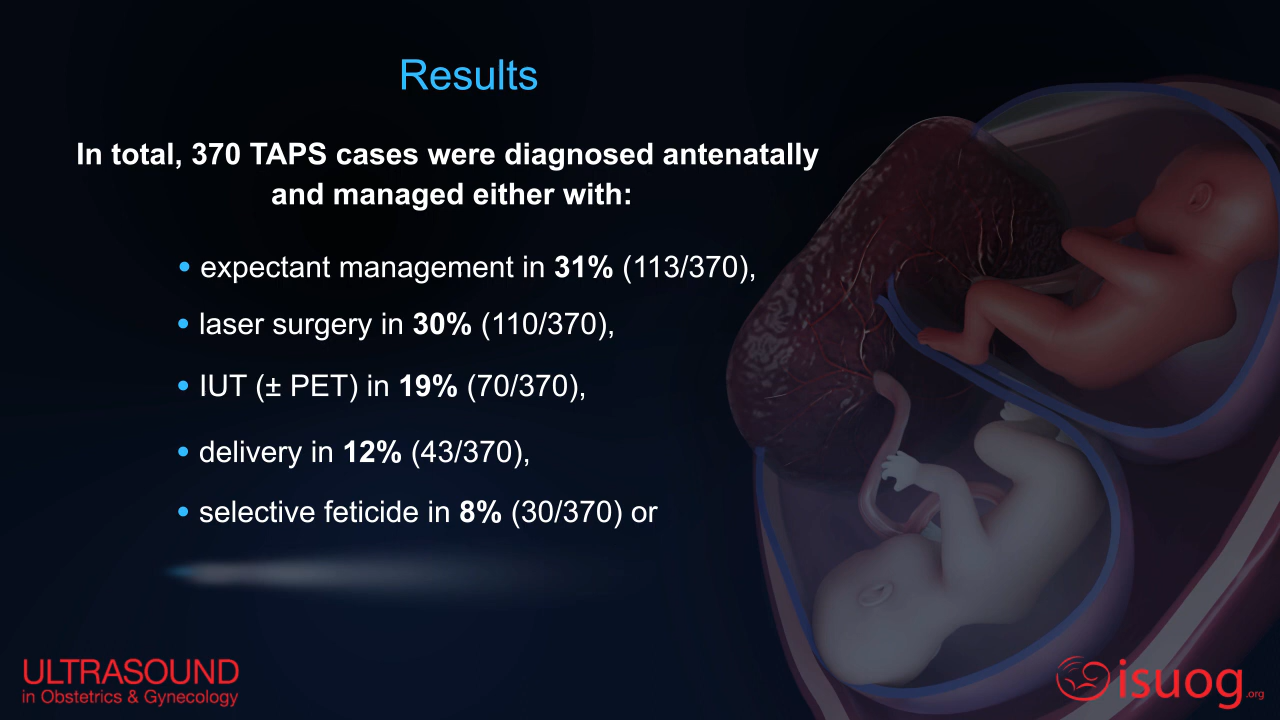 Results
In total, 370 TAPS cases were diagnosed antenatally
and managed either with:
• expectant management in 31% (113/370),
• laser surgery in 30% (110/370),
• IUT (± PET) in 19% (70/370),
• delivery in 12% (43/370),
• selective feticide in 8% (30/370) or
ULTRASOUND
in Obstetrics & Gynecology
isuog.org